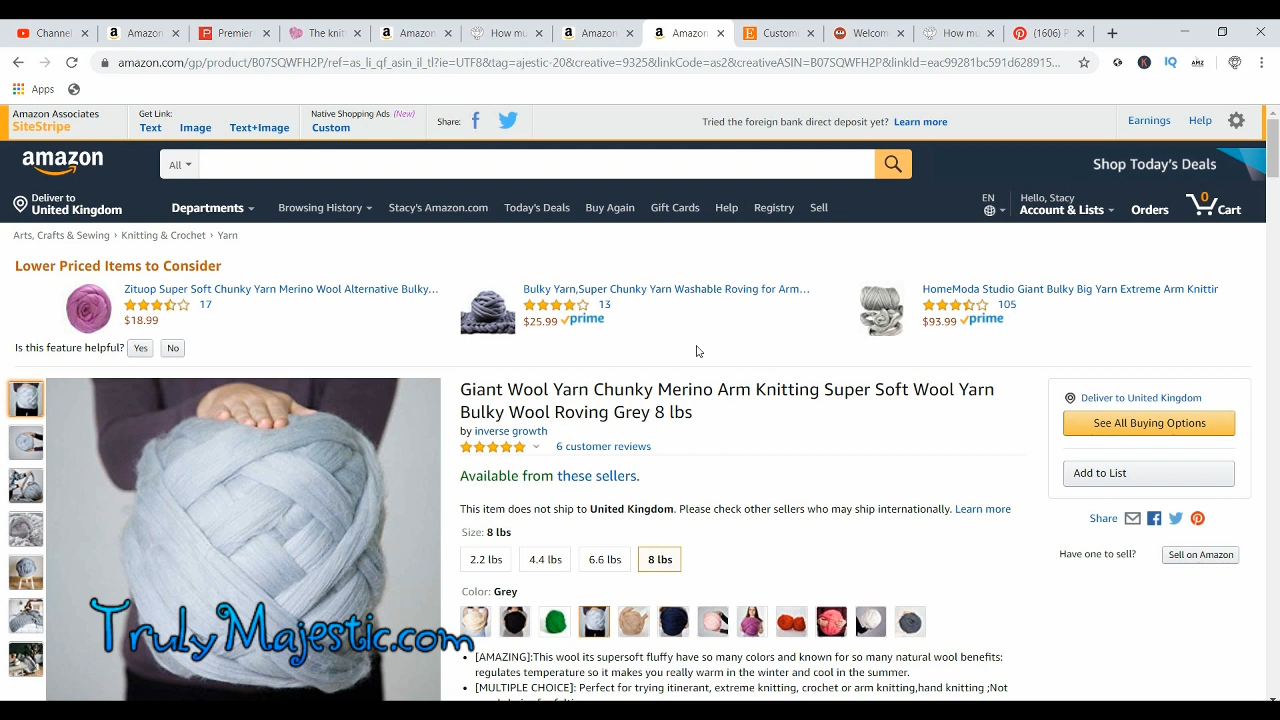 Channel
Amazon
Premier
The knit
Amazon
How mu
Amazon
Amazon
Custom
Welcom
How mu
(1606) P
amazon.com/gp/product/B07SQWFH2P/ref=as_li_qf_asin_il_tl?ie=UTF8&tag=ajestic-20&creative=9325&linkCode=as2&creativeASIN=B07SQWFH2P&linkId=eac99281bc591d628915...
Apps
Amazon Associates
SiteStripe
Get Link:
Text Image Text+Image
Native Shopping Ads (New)
Custom
Share:
Tried the foreign bank direct deposit yet? Learn more
Earnings Help
amazon
All
Shop Today's Deals
Deliver to
United Kingdom
Departments Browsing History Stacy's Amazon.com Today's Deals Buy Again Gift Cards Help Registry Sell
EN
Hello, Stacy
Account & Lists
Orders
0
Cart
Arts, Crafts & Sewing › Knitting & Crochet › Yarn
Lower Priced Items to Consider
Zituop Super Soft Chunky Yarn Merino Wool Alternative Bulky...
17
$18.99
Bulky Yarn,Super Chunky Yarn Washable Roving for Arm...
13
$25.99 prime
HomeModa Studio Giant Bulky Big Yarn Extreme Arm Knittir
105
$93.99 prime
Is this feature helpful? Yes No
Giant Wool Yarn Chunky Merino Arm Knitting Super Soft Wool Yarn
Bulky Wool Roving Grey 8 lbs
by inverse growth
6 customer reviews
Available from these sellers.
This item does not ship to United Kingdom. Please check other sellers who may ship internationally. Learn more
Size: 8 lbs
2.2 lbs 4.4 lbs 6.6 lbs 8 lbs
Color: Grey
[AMAZING]:This wool its supersoft fluffy have so many colors and known for so many natural wool benefits:
regulates temperature so it makes you really warm in the winter and cool in the summer.
[MULTIPLE CHOICE]: Perfect for trying itinerant, extreme knitting, crochet or arm knitting,hand knitting ;Not
Deliver to United Kingdom
See All Buying Options
Add to List
Share
Have one to sell? Sell on Amazon
TrulyMajestic.com